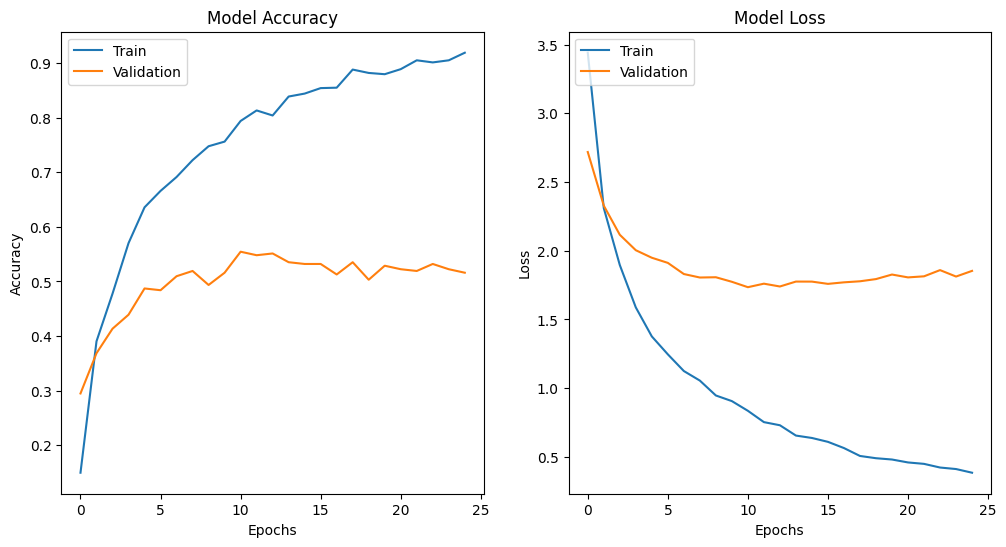 Model Accuracy
Train
Validation
0.9
0.8
0.7
0.6
0.5
0.4
0.3
0.2
Accuracy
0 5 10 15 20 25
Epochs
Model Loss
Train
Validation
3.5
3.0
2.5
2.0
1.5
1.0
0.5
Loss
0 5 10 15 20 25
Epochs